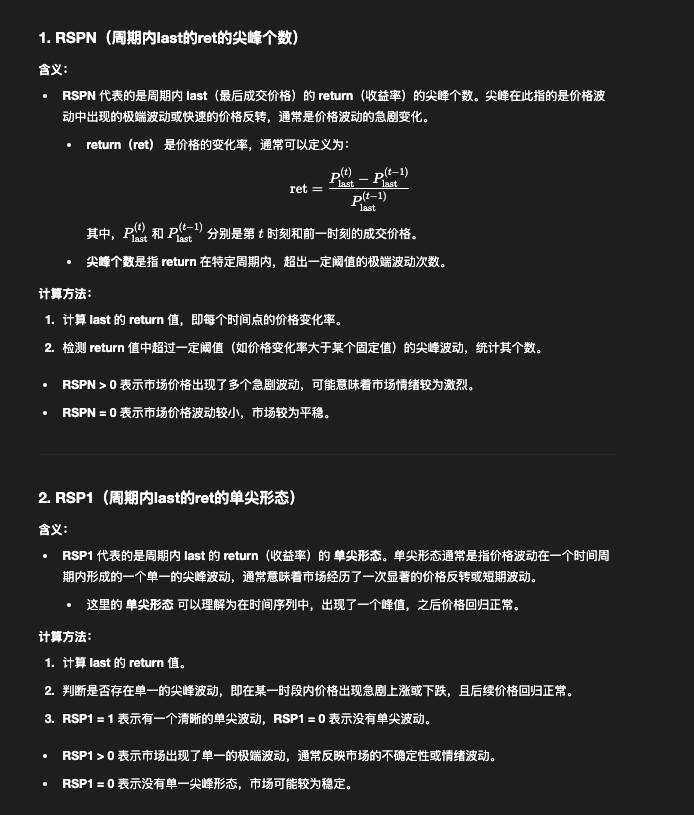 1. RSPN（周期内last的ret的尖峰个数）
含义：
• RSPN 代表的是周期内 last（最后成交价格）的 return（收益率）的尖峰个数。尖峰在此指的是价格波
动中出现的极端波动或快速的价格反转，通常是价格波动的急剧变化。
• return（ret） 是价格的变化率，通常可以定义为：
ret = \frac{P_{last}^{(t)} - P_{last}^{(t-1)}}{P_{last}^{(t-1)}}
其中，P_{last}^{(t)} 和 P_{last}^{(t-1)} 分别是第 t 时刻和前一时刻的成交价格。
• 尖峰个数是指 return 在特定周期内，超出一定阈值的极端波动次数。
计算方法：
1. 计算 last 的 return 值，即每个时间点的价格变化率。
2. 检测 return 值中超过一定阈值（如价格变化率大于某个固定值）的尖峰波动，统计其个数。
• RSPN > 0 表示市场价格出现了多个急剧波动，可能意味着市场情绪较为激烈。
• RSPN = 0 表示市场价格波动较小，市场较为平稳。
2. RSP1（周期内last的ret的单尖形态）
含义：
• RSP1 代表的是周期内 last 的 return（收益率）的 单尖形态。单尖形态通常是指价格波动在一个时间周
期内形成的一个单一的尖峰波动，通常意味着市场经历了一次显著的价格反转或短期波动。
• 这里的 单尖形态 可以理解为在时间序列中，出现了一个峰值，之后价格回归正常。
计算方法：
1. 计算 last 的 return 值。
2. 判断是否存在单一的尖峰波动，即在某一时段内价格出现急剧上涨或下跌，且后续价格回归正常。
3. RSP1 = 1 表示有一个清晰的单尖波动，RSP1 = 0 表示没有单尖波动。
• RSP1 > 0 表示市场出现了单一的极端波动，通常反映市场的不确定性或情绪波动。
• RSP1 = 0 表示没有单一尖峰形态，市场可能较为稳定。